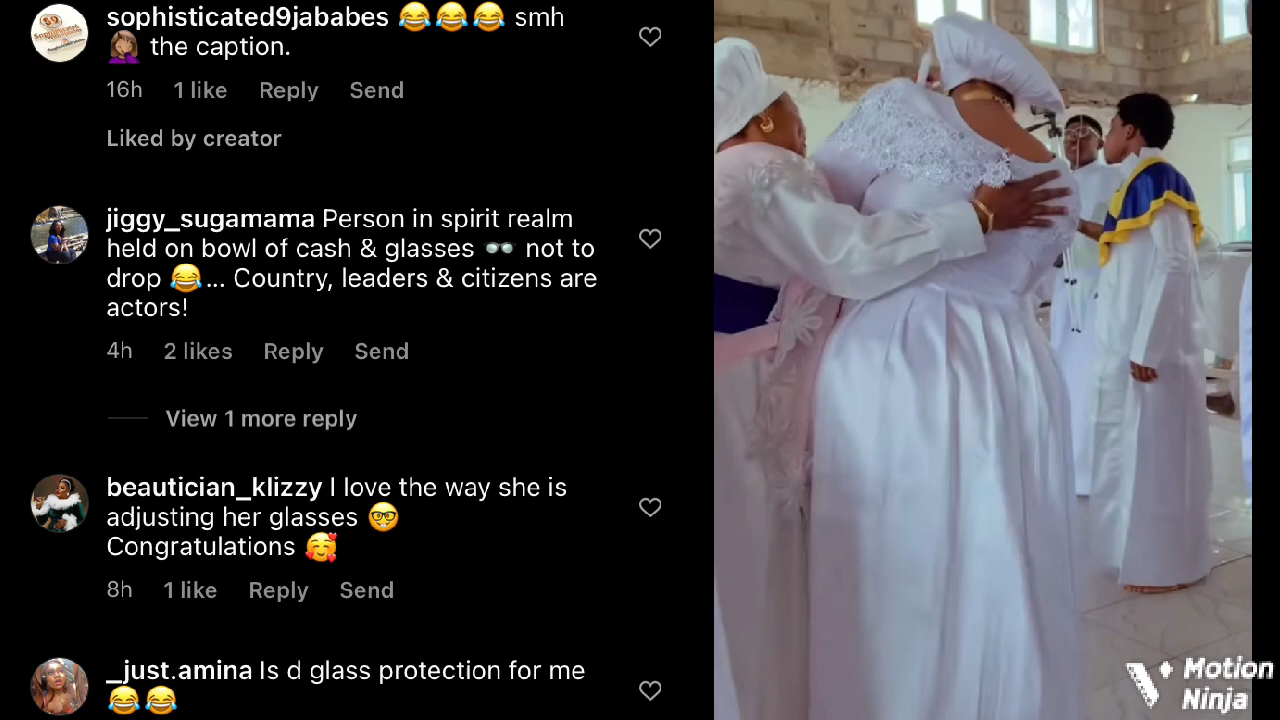 sophisticated9jababes 😂😂😂 smh
🤦🏽‍♀️ the caption.
16h 1 like Reply Send
Liked by creator
jiggy_sugamama Person in spirit realm
held on bowl of cash & glasses 👓 not to
drop 😂... Country, leaders & citizens are
actors!
4h 2 likes Reply Send
View 1 more reply
beautician_klizzy I love the way she is
adjusting her glasses 🤓
Congratulations 🥰
8h 1 like Reply Send
_just.amina Is d glass protection for me
😂😂
Motion
Ninja